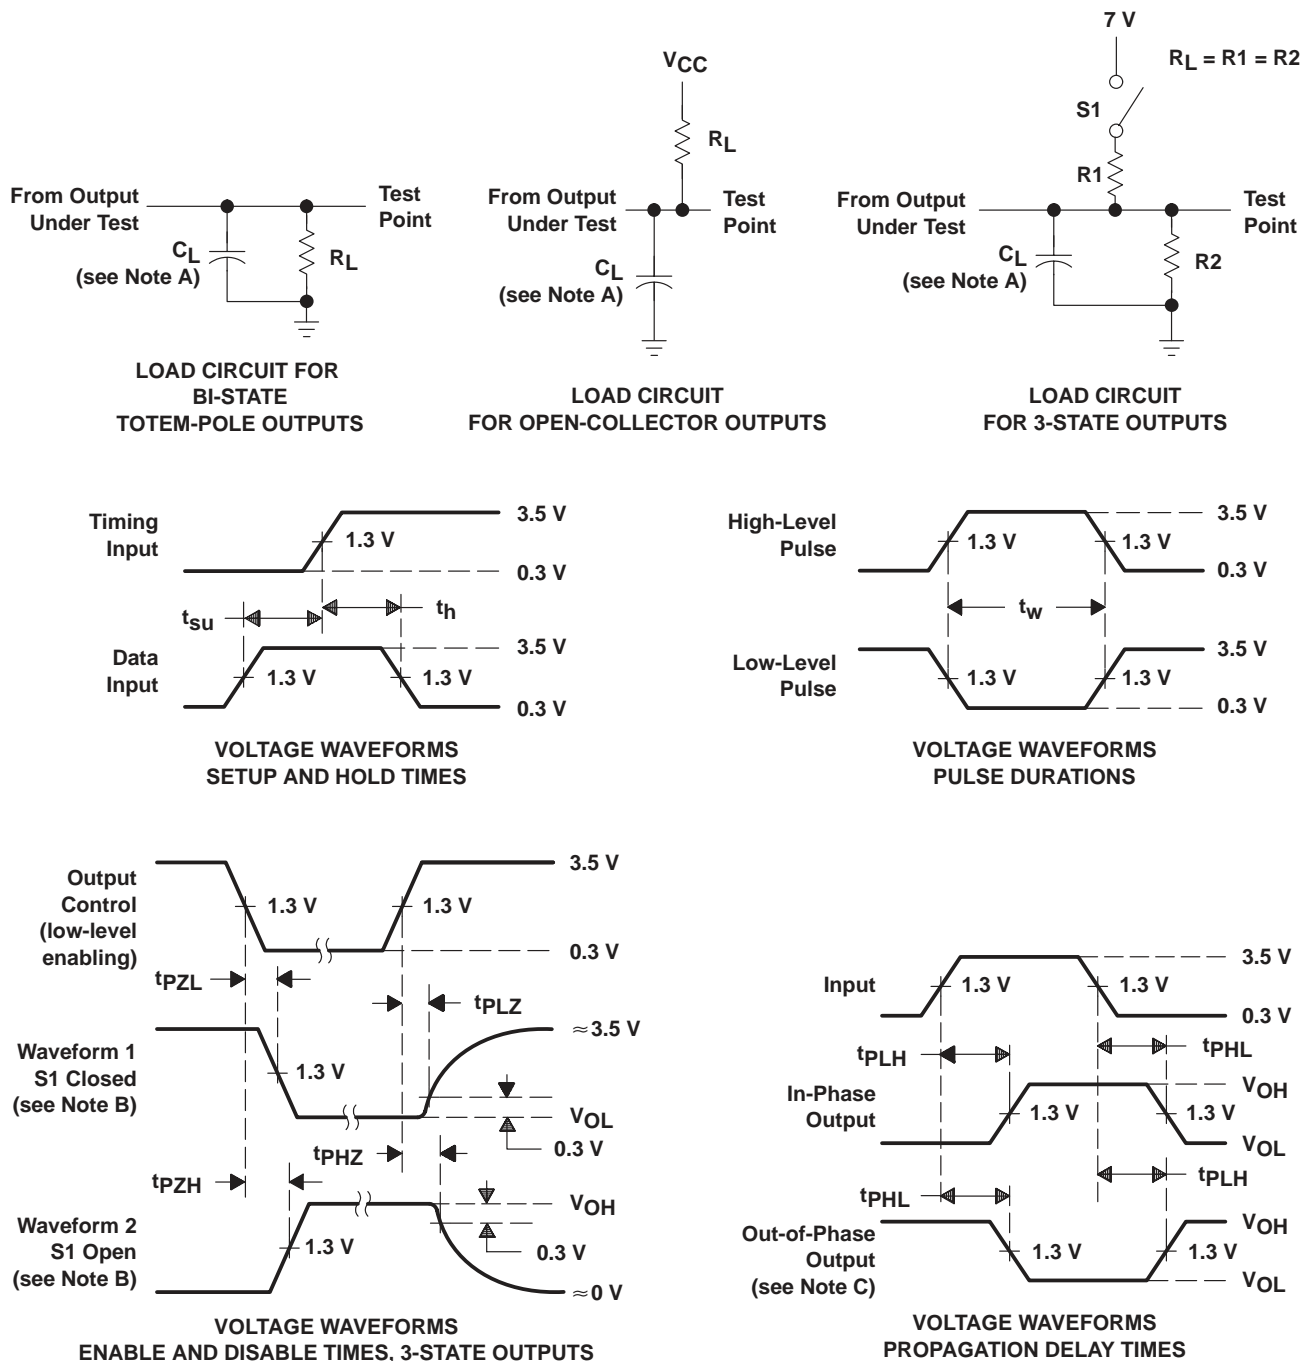 From Output
Under Test
CL
(see Note A)
RL
Test
Point
LOAD CIRCUIT FOR
BI-STATE
TOTEM-POLE OUTPUTS
VCC
RL
From Output
Under Test
Test
Point
CL
(see Note A)
LOAD CIRCUIT
FOR OPEN-COLLECTOR OUTPUTS
7 V
RL = R1 = R2
S1
R1
From Output
Under Test
Test
Point
CL
(see Note A)
R2
LOAD CIRCUIT
FOR 3-STATE OUTPUTS
Timing
Input
3.5 V
1.3 V
0.3 V
tsu
th
Data
Input
3.5 V
1.3 V
1.3 V
0.3 V
VOLTAGE WAVEFORMS
SETUP AND HOLD TIMES
High-Level
Pulse
3.5 V
1.3 V
1.3 V
0.3 V
tw
Low-Level
Pulse
3.5 V
1.3 V
1.3 V
0.3 V
VOLTAGE WAVEFORMS
PULSE DURATIONS
Output
Control
(low-level
enabling)
3.5 V
1.3 V
1.3 V
0.3 V
tPZL
tPLZ
Waveform 1
S1 Closed
(see Note B)
≈3.5 V
1.3 V
VOL
0.3 V
tPHZ
tPZH
Waveform 2
S1 Open
(see Note B)
VOH
1.3 V
0.3 V
≈0 V
VOLTAGE WAVEFORMS
ENABLE AND DISABLE TIMES, 3-STATE OUTPUTS
Input
3.5 V
1.3 V
1.3 V
0.3 V
tPLH
tPHL
In-Phase
Output
VOH
1.3 V
1.3 V
VOL
tPHL
tPLH
Out-of-Phase
Output
(see Note C)
VOH
1.3 V
1.3 V
VOL
VOLTAGE WAVEFORMS
PROPAGATION DELAY TIMES